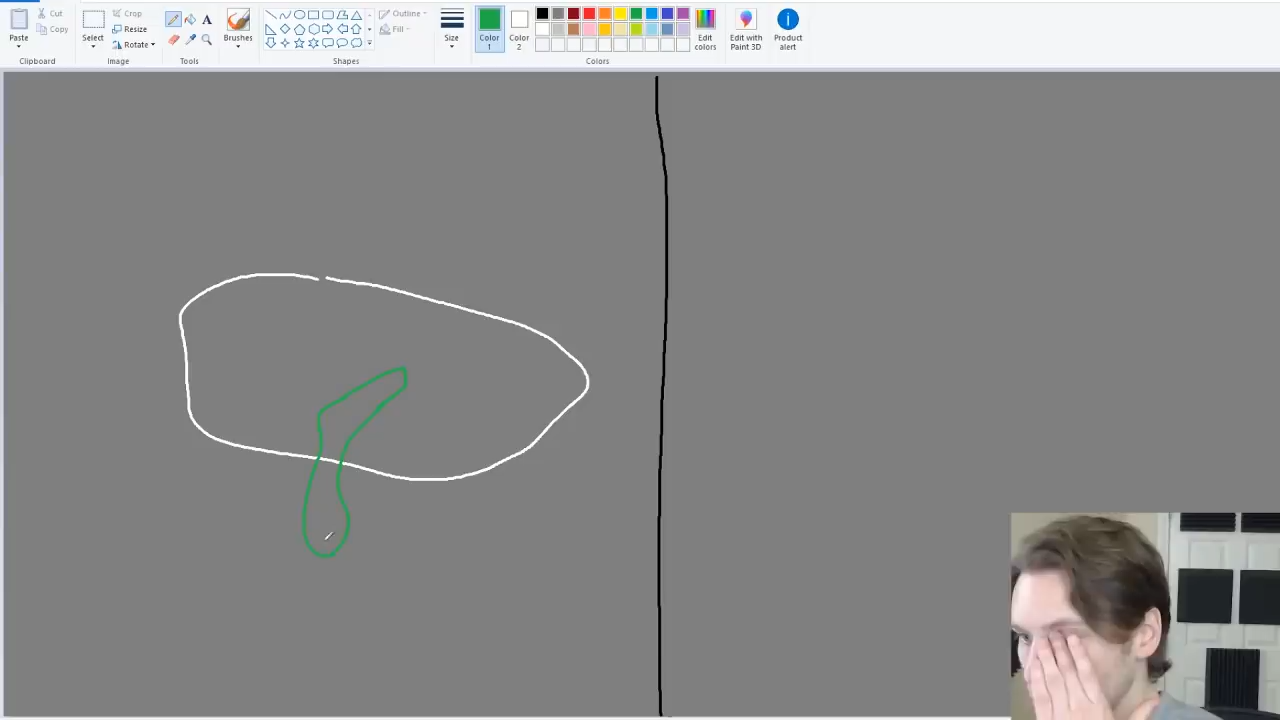 Paste
Cut
Copy
Clipboard
Select
Crop
Resize
Rotate
Image
A
Tools
Brushes
Outline
Fill
Shapes
Size
Color
1
Color
2
Edit
colors
Colors
Edit with
Paint 3D
Product
alert